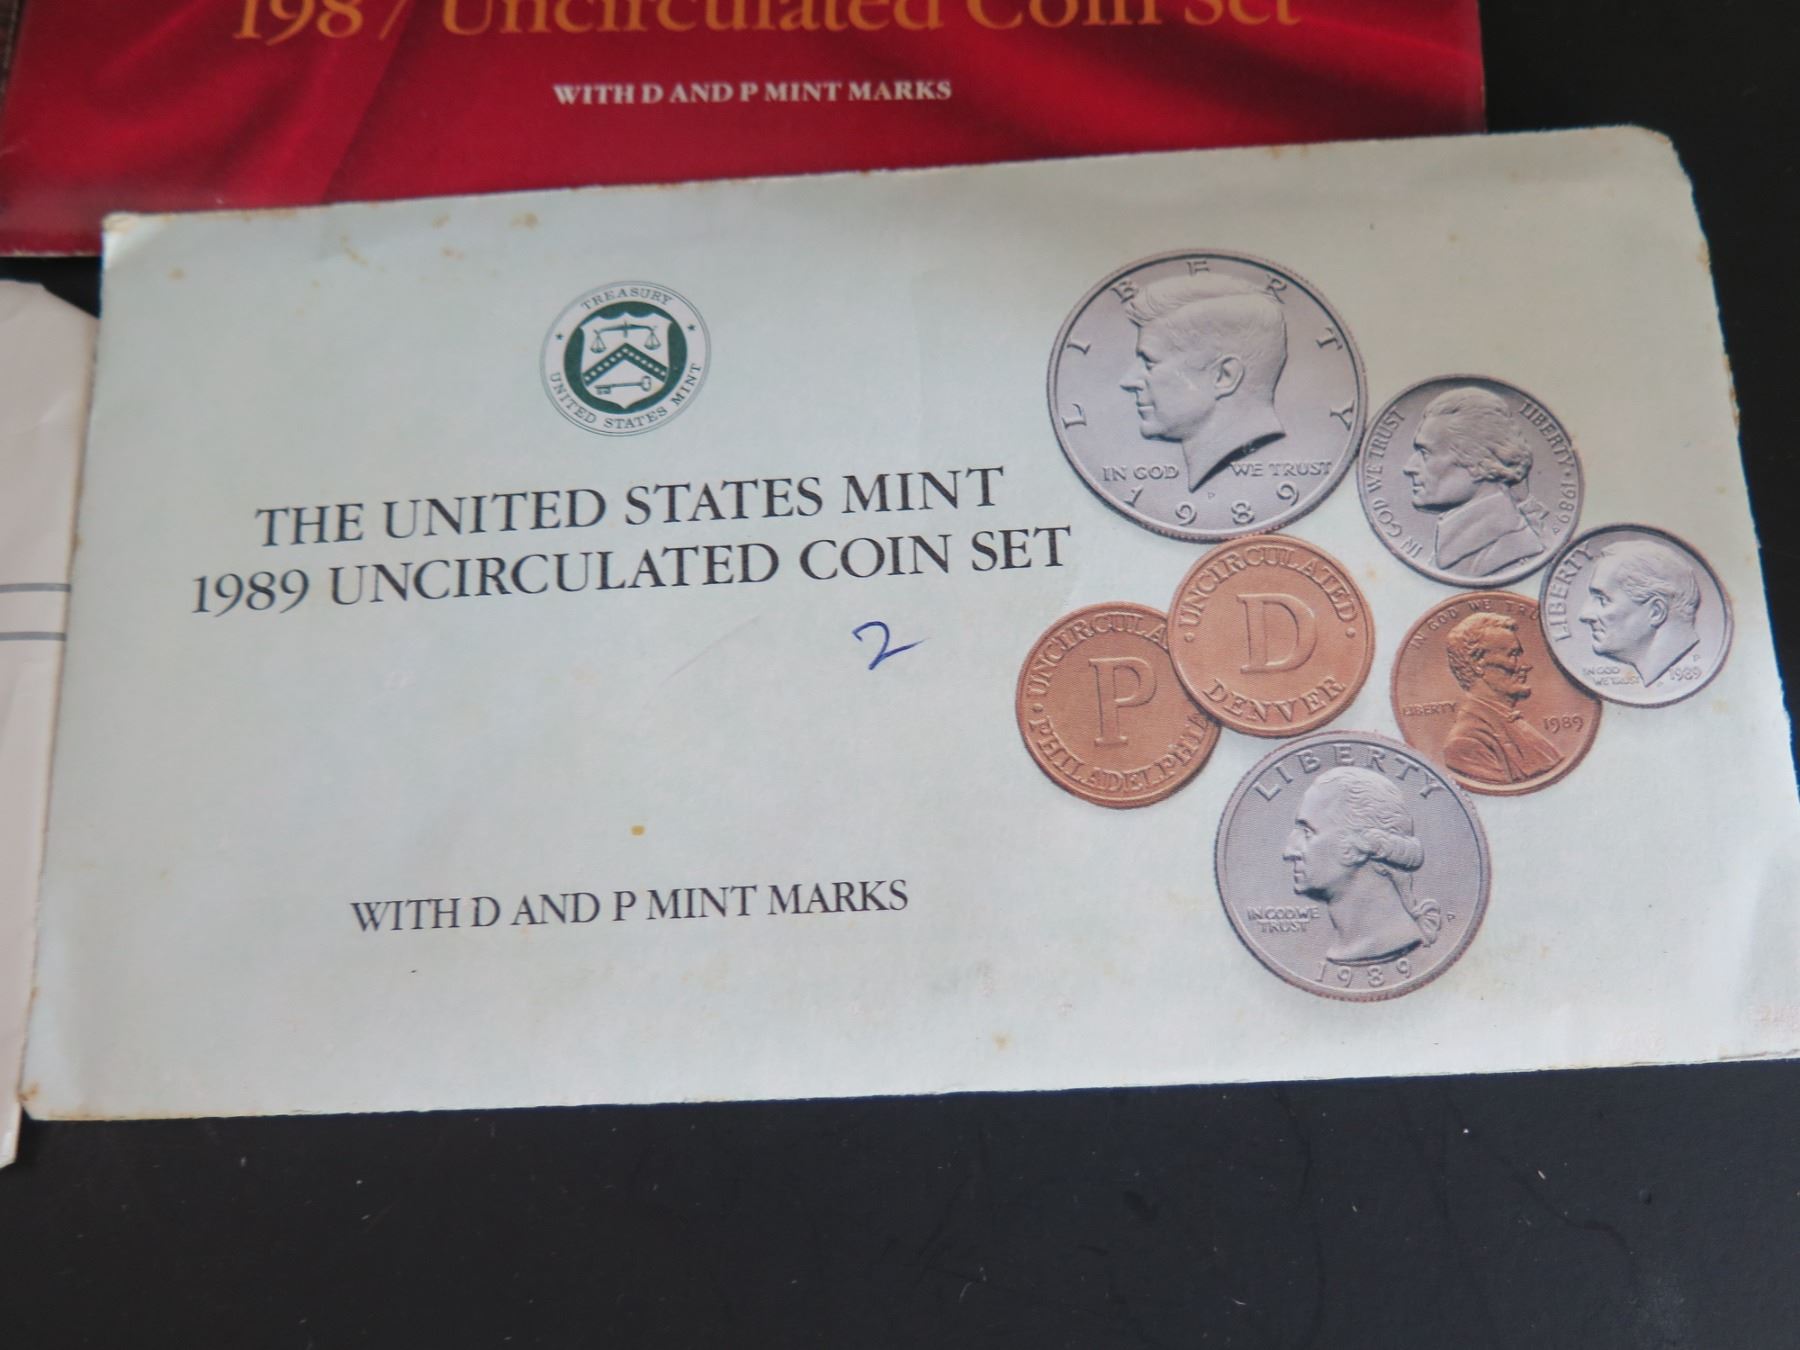 1987 Uncirculated Coin Set
WITH D AND P MINT MARKS
TREASURY
UNITED STATES MINT
THE UNITED STATES MINT
1989 UNCIRCULATED COIN SET
2
WITH D AND P MINT MARKS
LIBERTY
IN GOD WE TRUST
P
1989
IN GOD WE TRUST
LIBERTY · 1989
LIBERTY
IN GOD
WE TRUST
P
1989
UNCIRCULATED
D
DENVER
UNCIRCULA
P
PHILADELPHIA
IN GOD WE TRU
LIBERTY
1989
LIBERTY
IN GOD WE
TRUST
P
1989